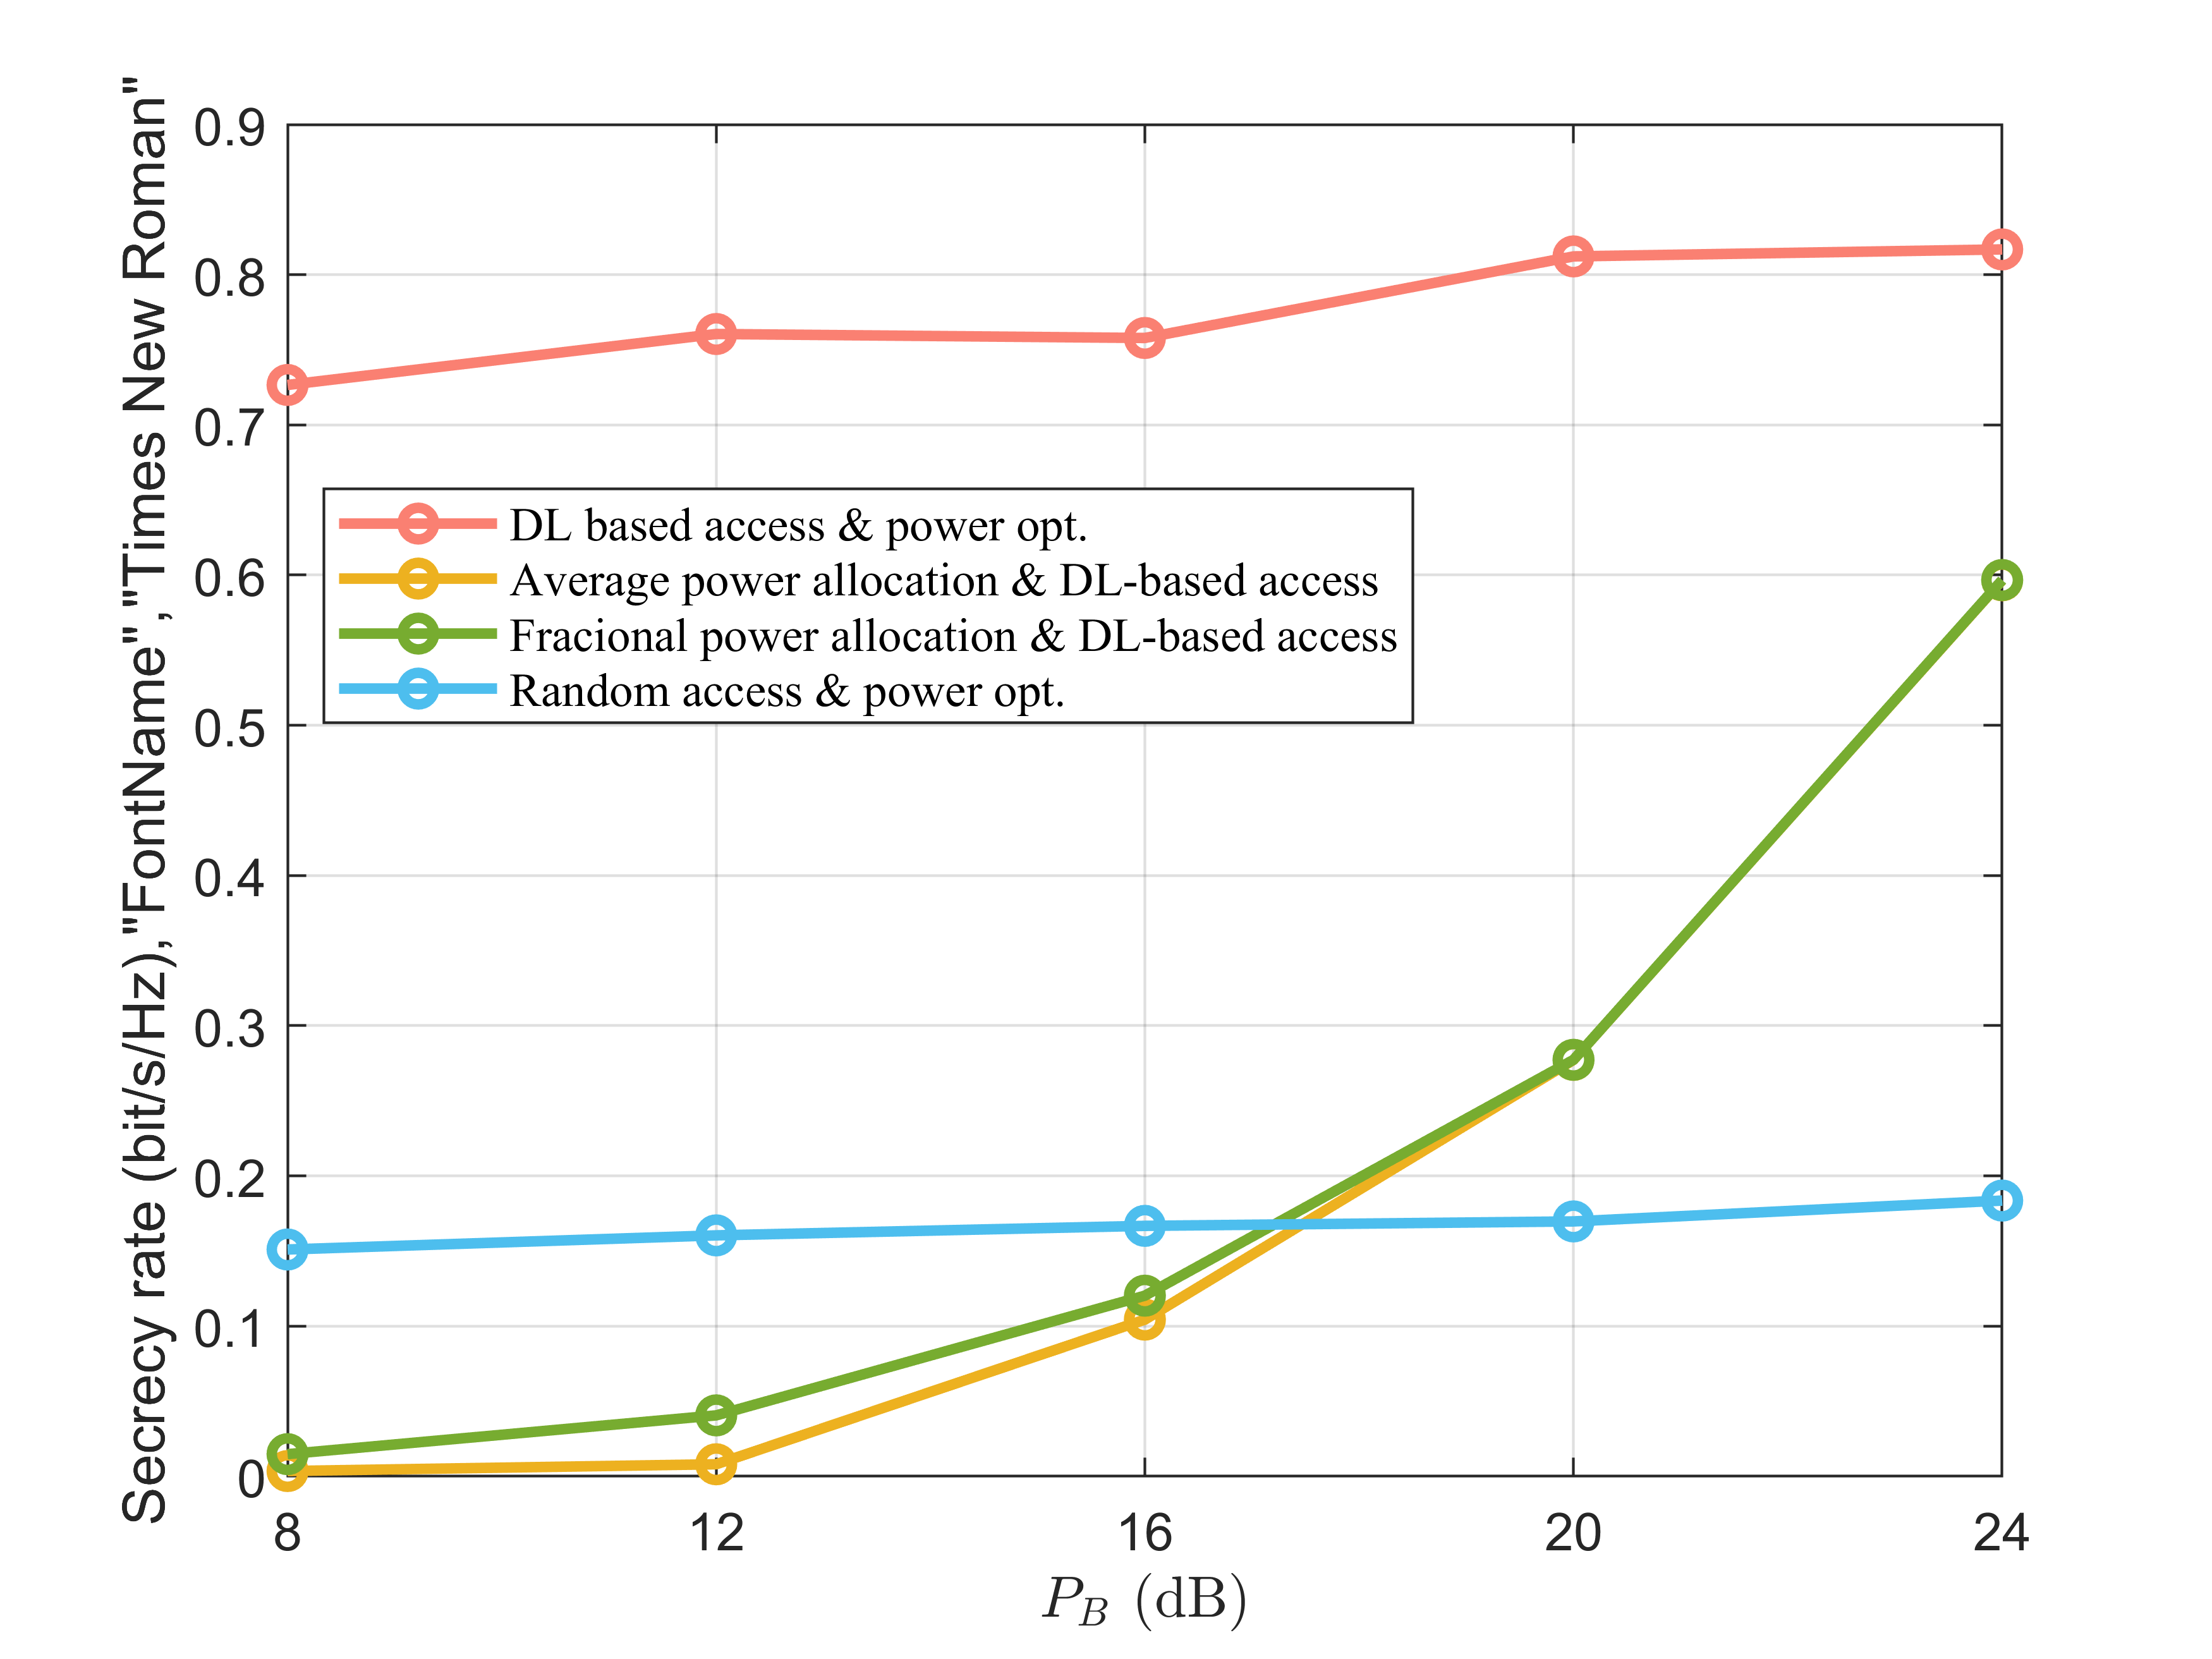 Secrecy rate (bit/s/Hz),"FontName","Times New Roman"
0.9
0.8
0.7
0.6
0.5
0.4
0.3
0.2
0.1
0
DL based access & power opt.
Average power allocation & DL-based access
Fracional power allocation & DL-based access
Random access & power opt.
8 12 16 20 24
P_B (dB)